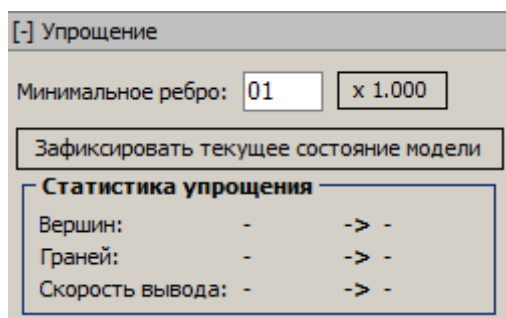 [-] Упрощение
Минимальное ребро: 01 x 1.000
Зафиксировать текущее состояние модели
Статистика упрощения
Вершин: - -> -
Граней: - -> -
Скорость вывода: - -> -